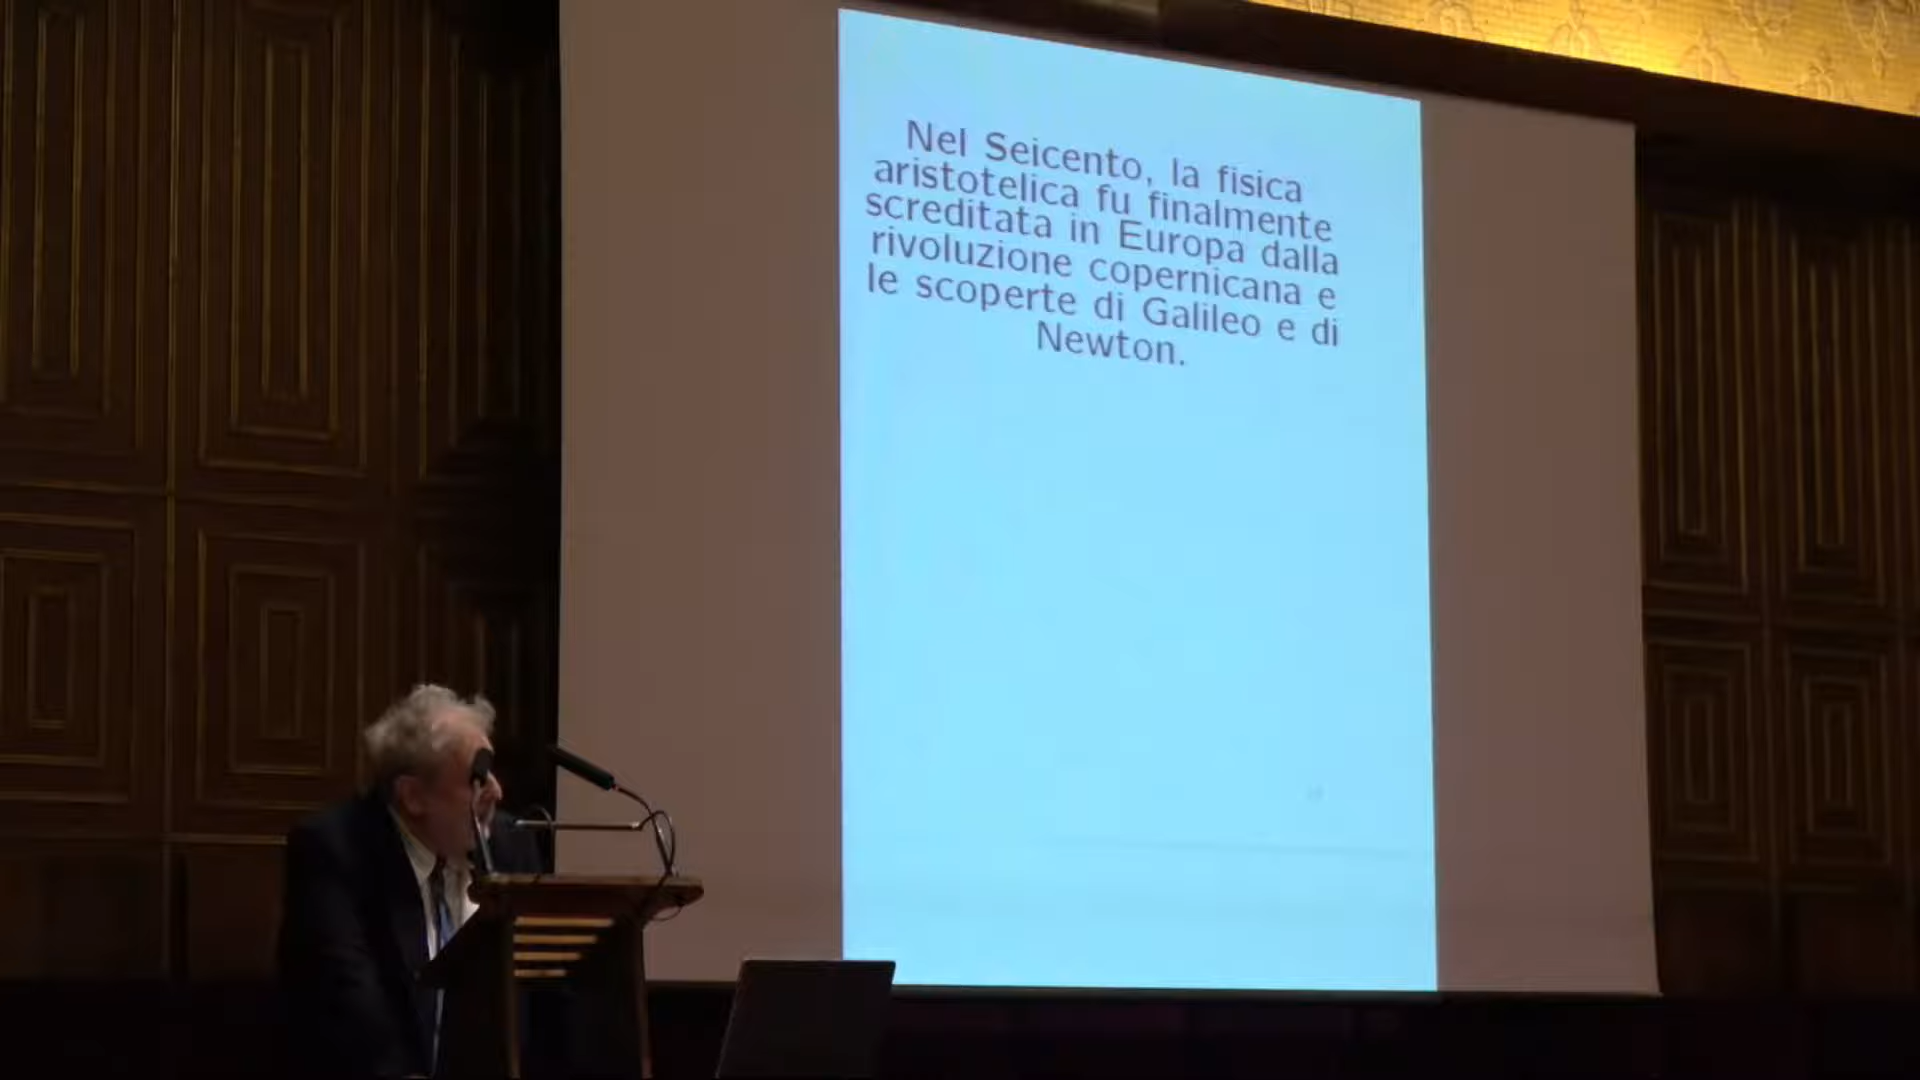 Nel Seicento, la fisica
aristotelica fu finalmente
screditata in Europa dalla
rivoluzione copernicana e
le scoperte di Galileo e di
Newton.